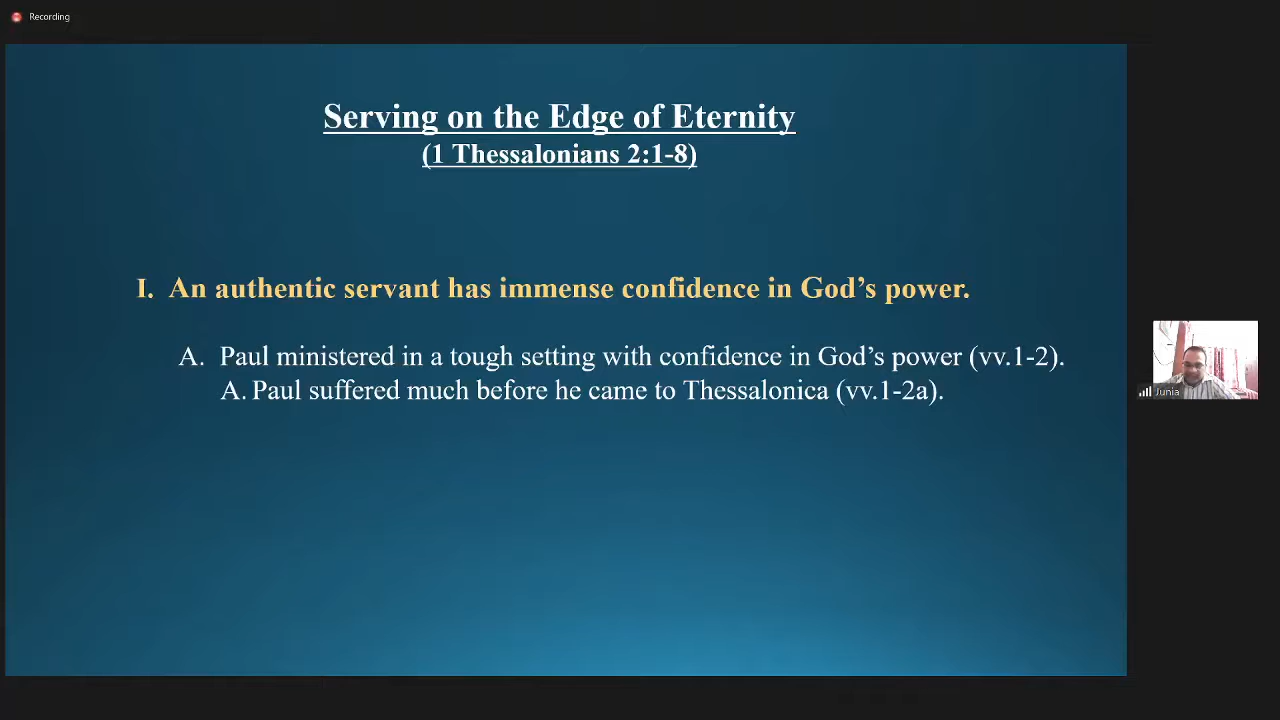 Recording
Serving on the Edge of Eternity
(1 Thessalonians 2:1-8)
I. An authentic servant has immense confidence in God’s power.
A. Paul ministered in a tough setting with confidence in God’s power (vv.1-2).
A. Paul suffered much before he came to Thessalonica (vv.1-2a).
Junia